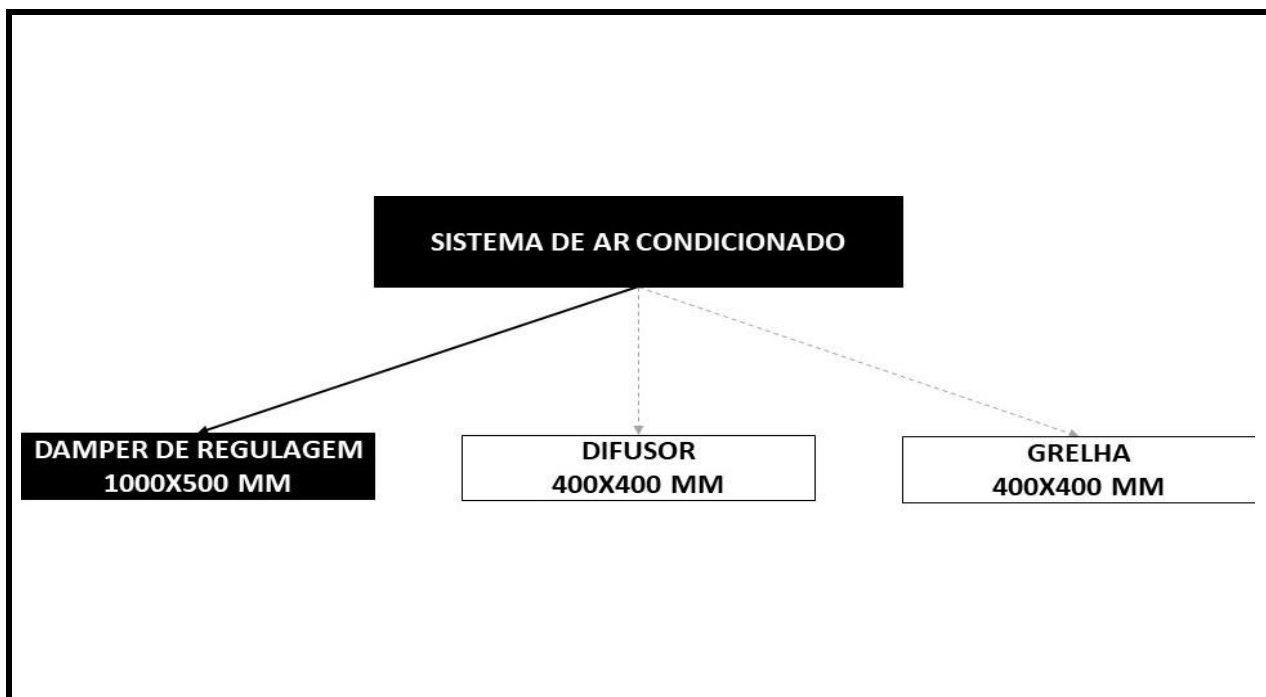 SISTEMA DE AR CONDICIONADO
DAMPER DE REGULAGEM
1000X500 MM
DIFUSOR
400X400 MM
GRELHA
400X400 MM